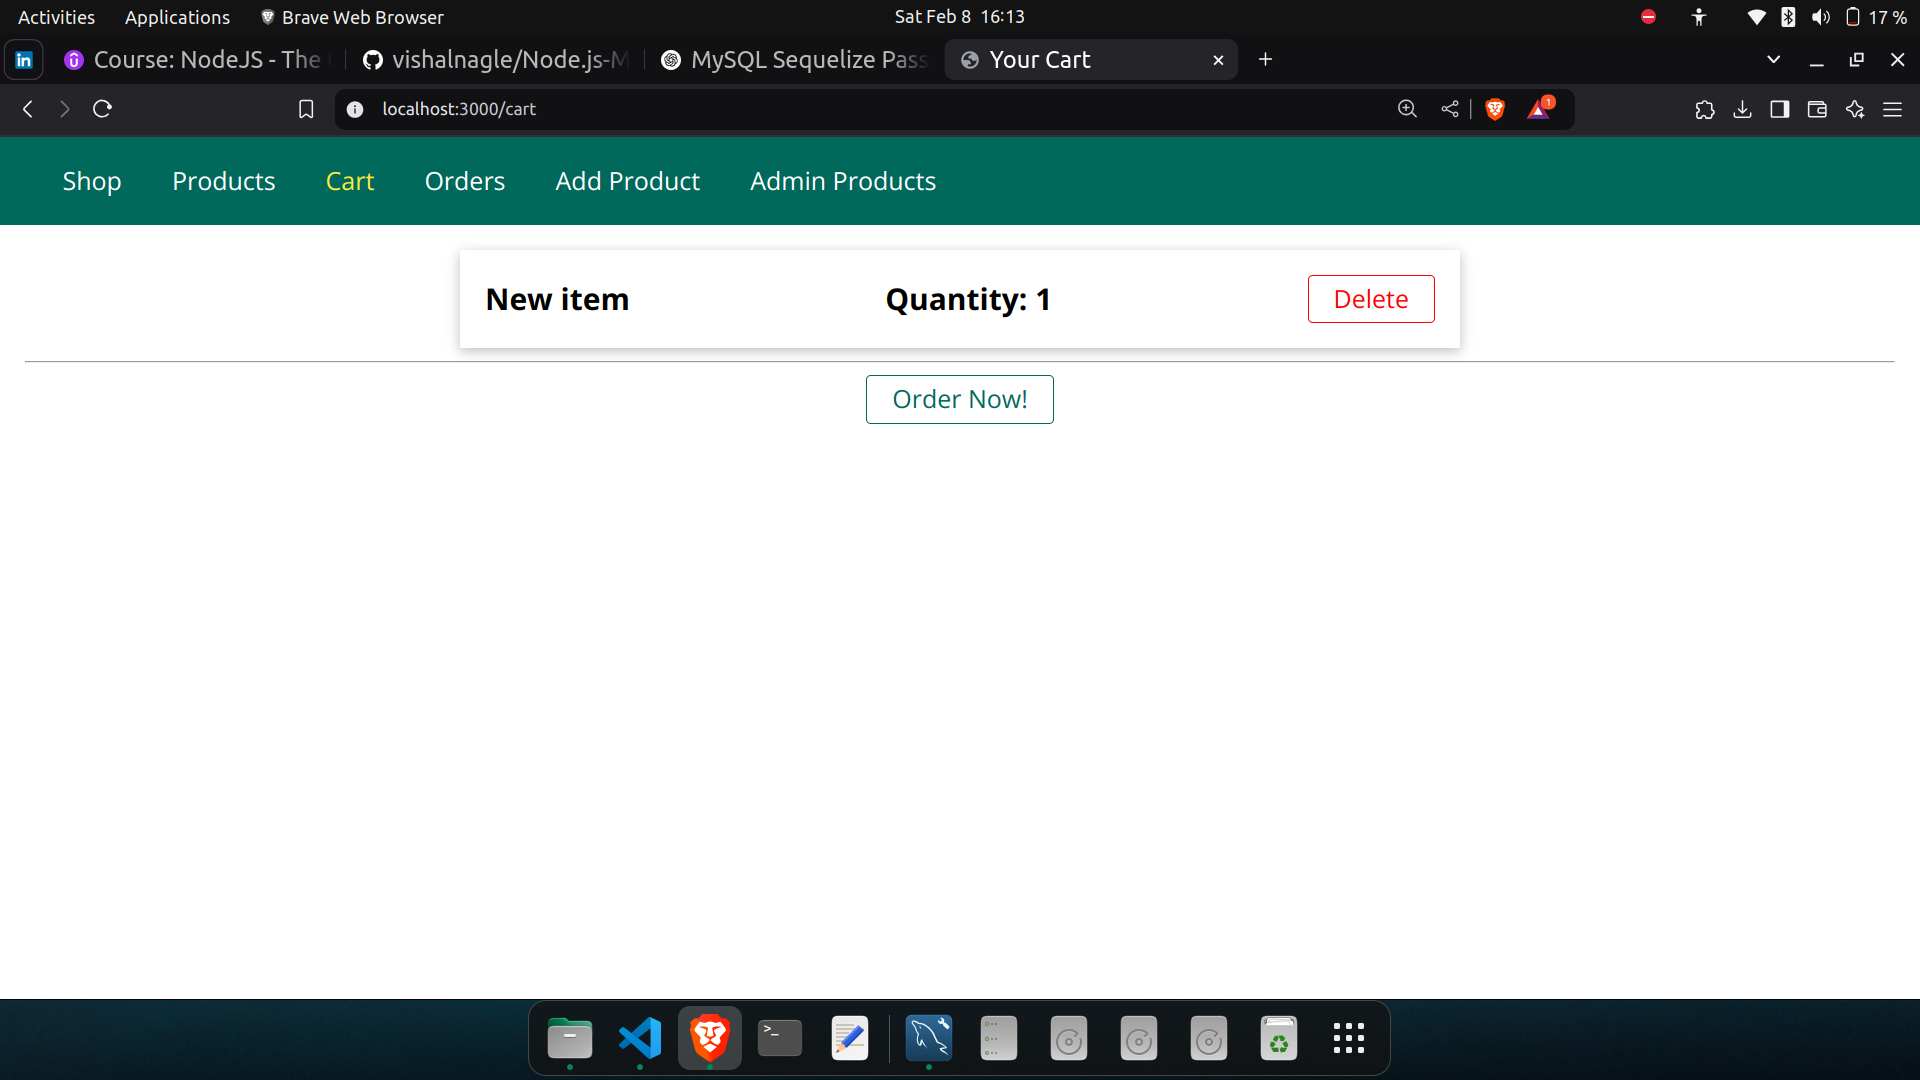 Activities Applications Brave Web Browser Sat Feb 8 16:13 17 %
in Course: NodeJS - The vishalnagle/Node.js-M MySQL Sequelize Pass Your Cart
localhost:3000/cart 1
Shop Products Cart Orders Add Product Admin Products
New item Quantity: 1 Delete
Order Now!
>_